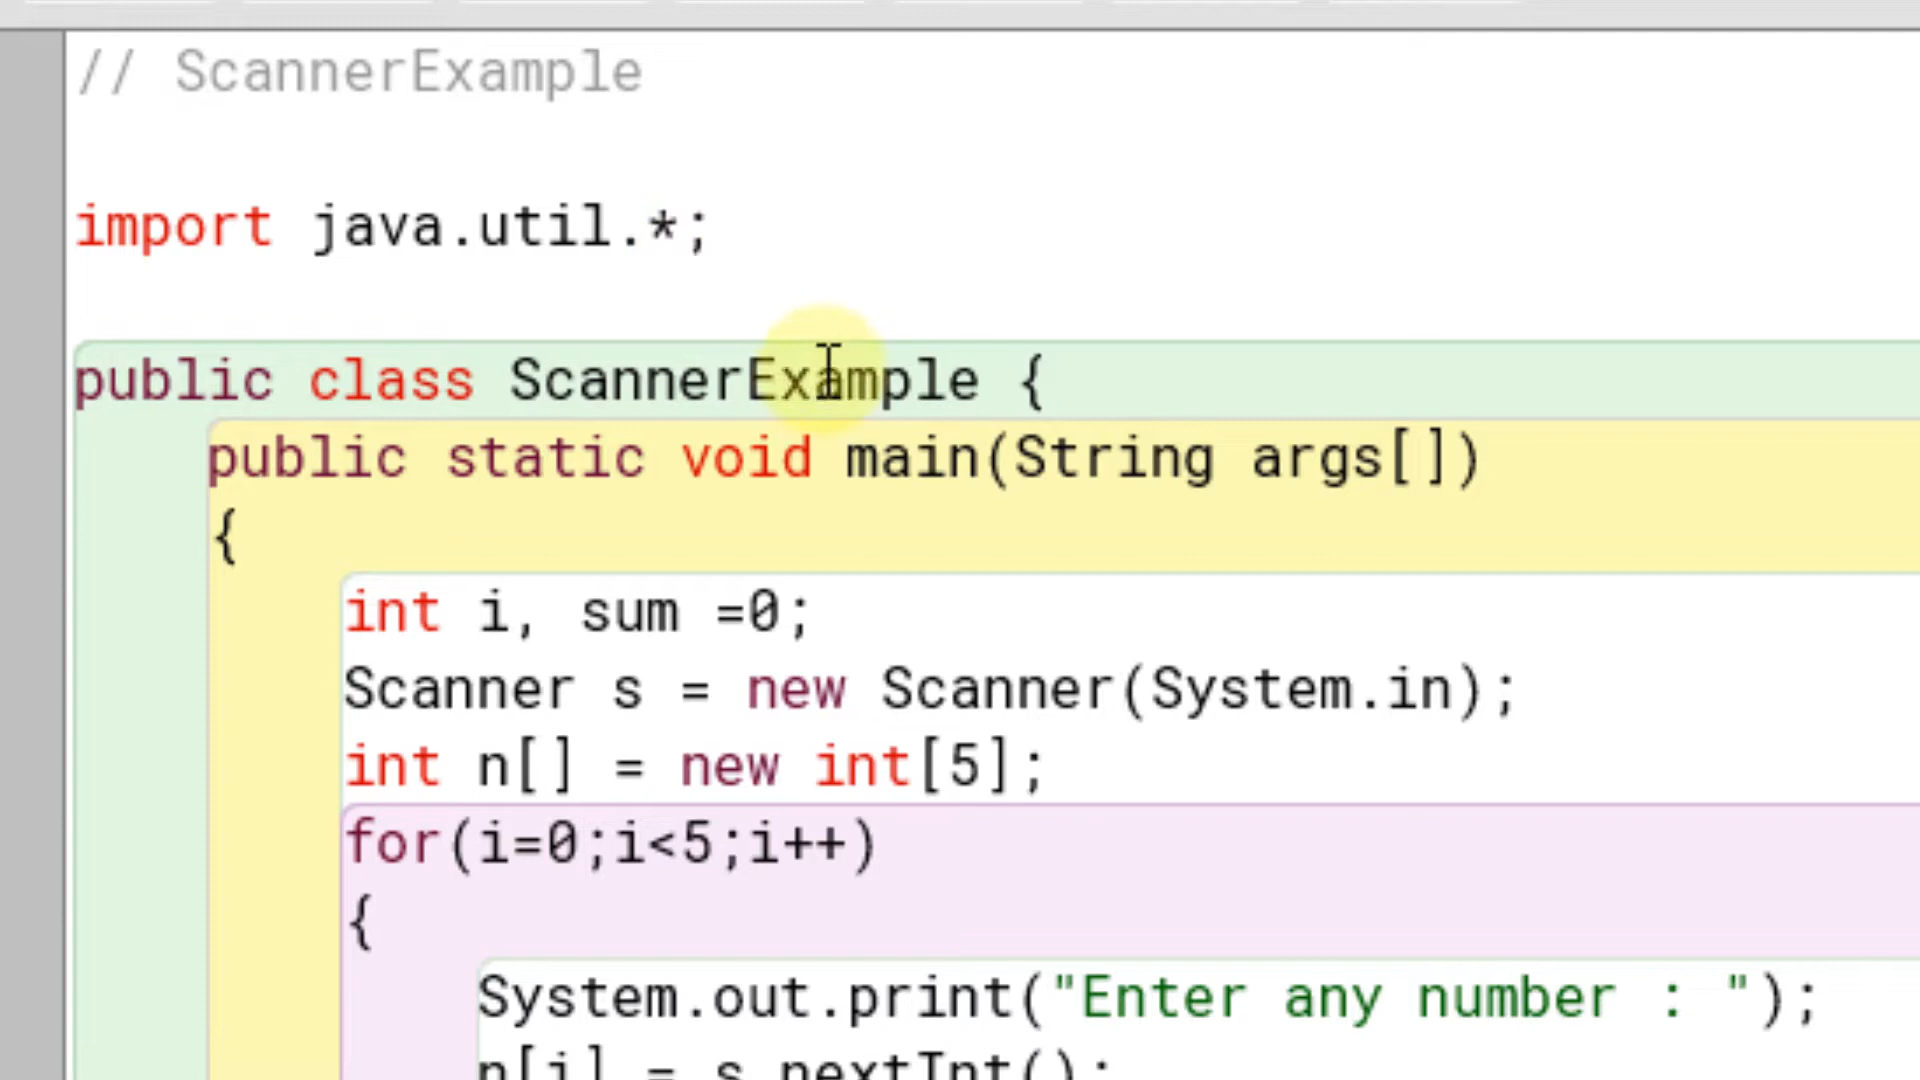 // ScannerExample
import java.util.*;
public class ScannerExample {
public static void main(String args[])
{
int i, sum =0;
Scanner s = new Scanner(System.in);
int n[] = new int[5];
for(i=0;i<5;i++)
{
System.out.print("Enter any number : ");
n[i] = s.nextInt();